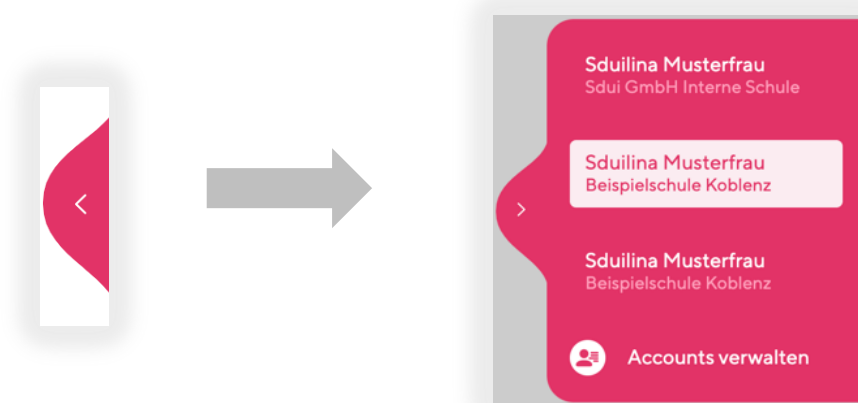 Sduilina Musterfrau
Sdui GmbH Interne Schule
Sduilina Musterfrau
Beispielschule Koblenz
Sduilina Musterfrau
Beispielschule Koblenz
Accounts verwalten